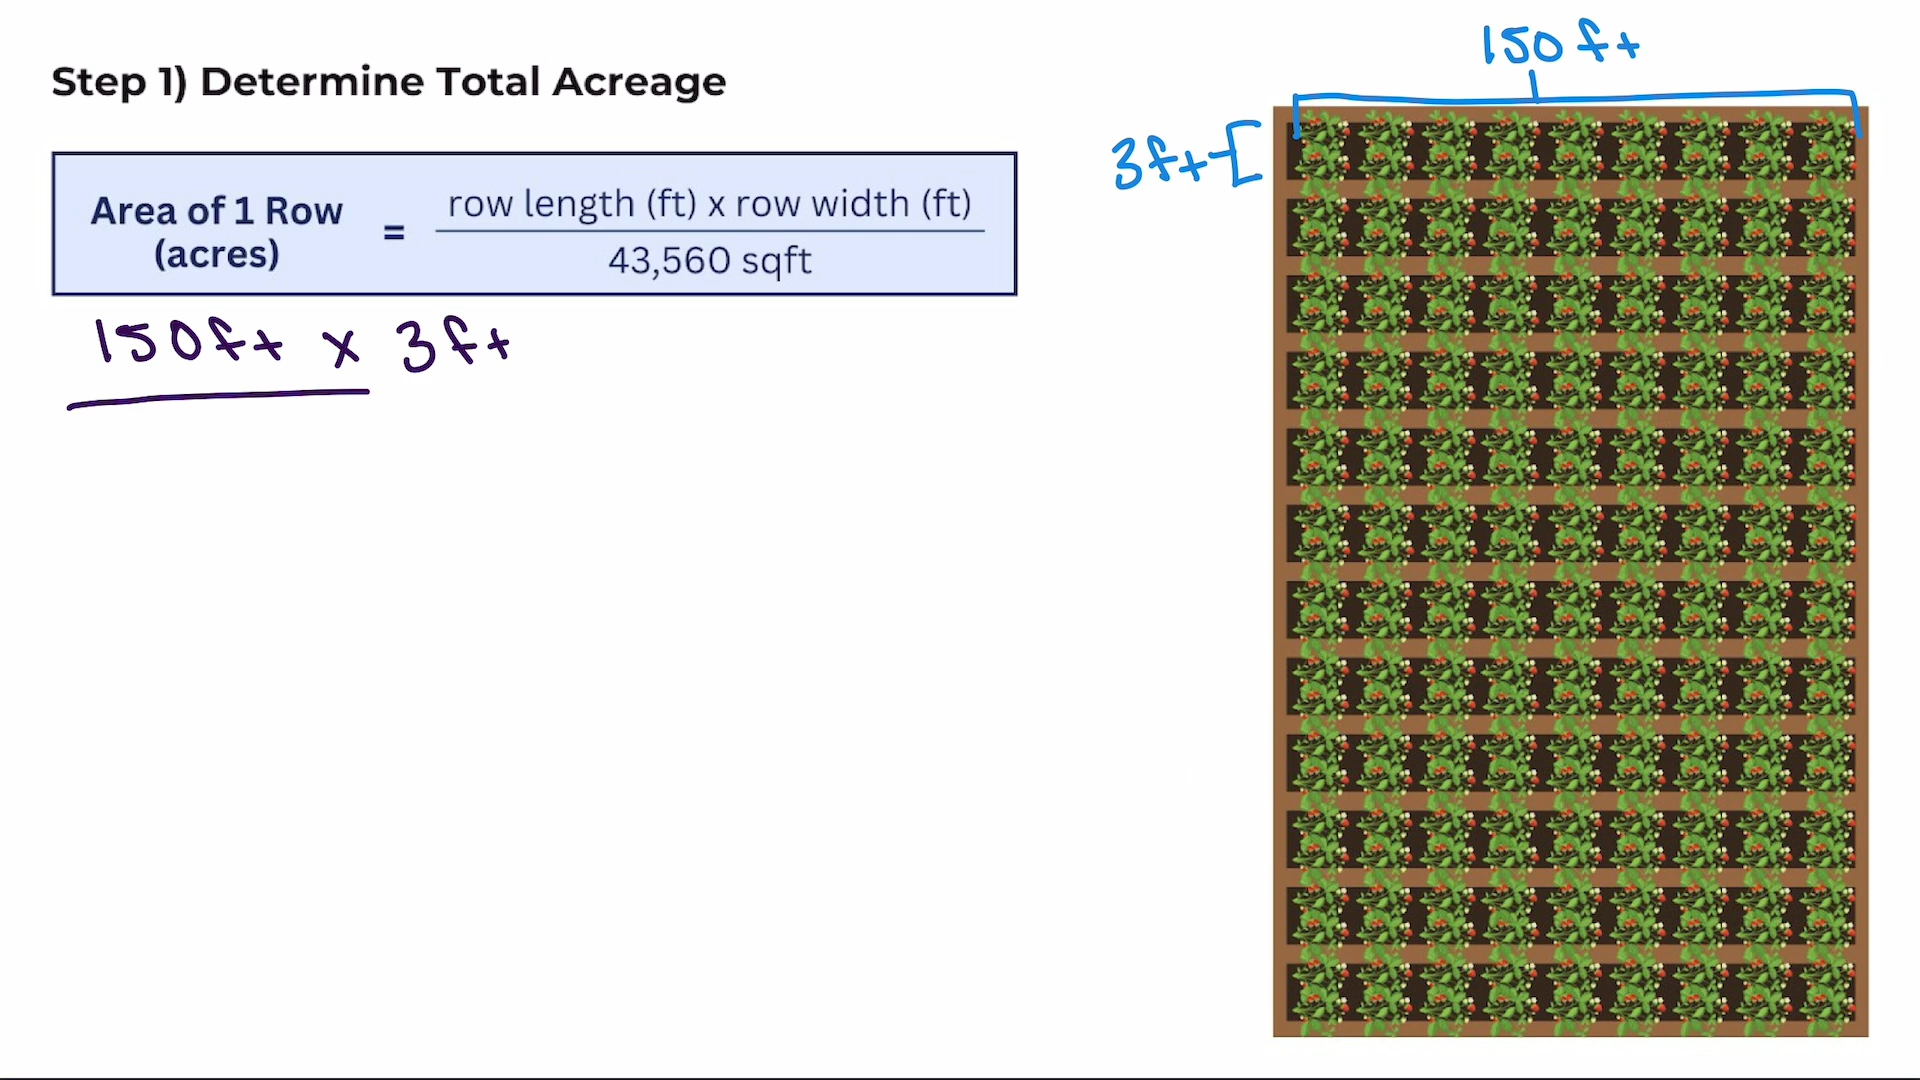 Step 1) Determine Total Acreage
150 ft
3ft
Area of 1 Row
(acres)
=
row length (ft) x row width (ft)
43,560 sqft
150ft x 3ft